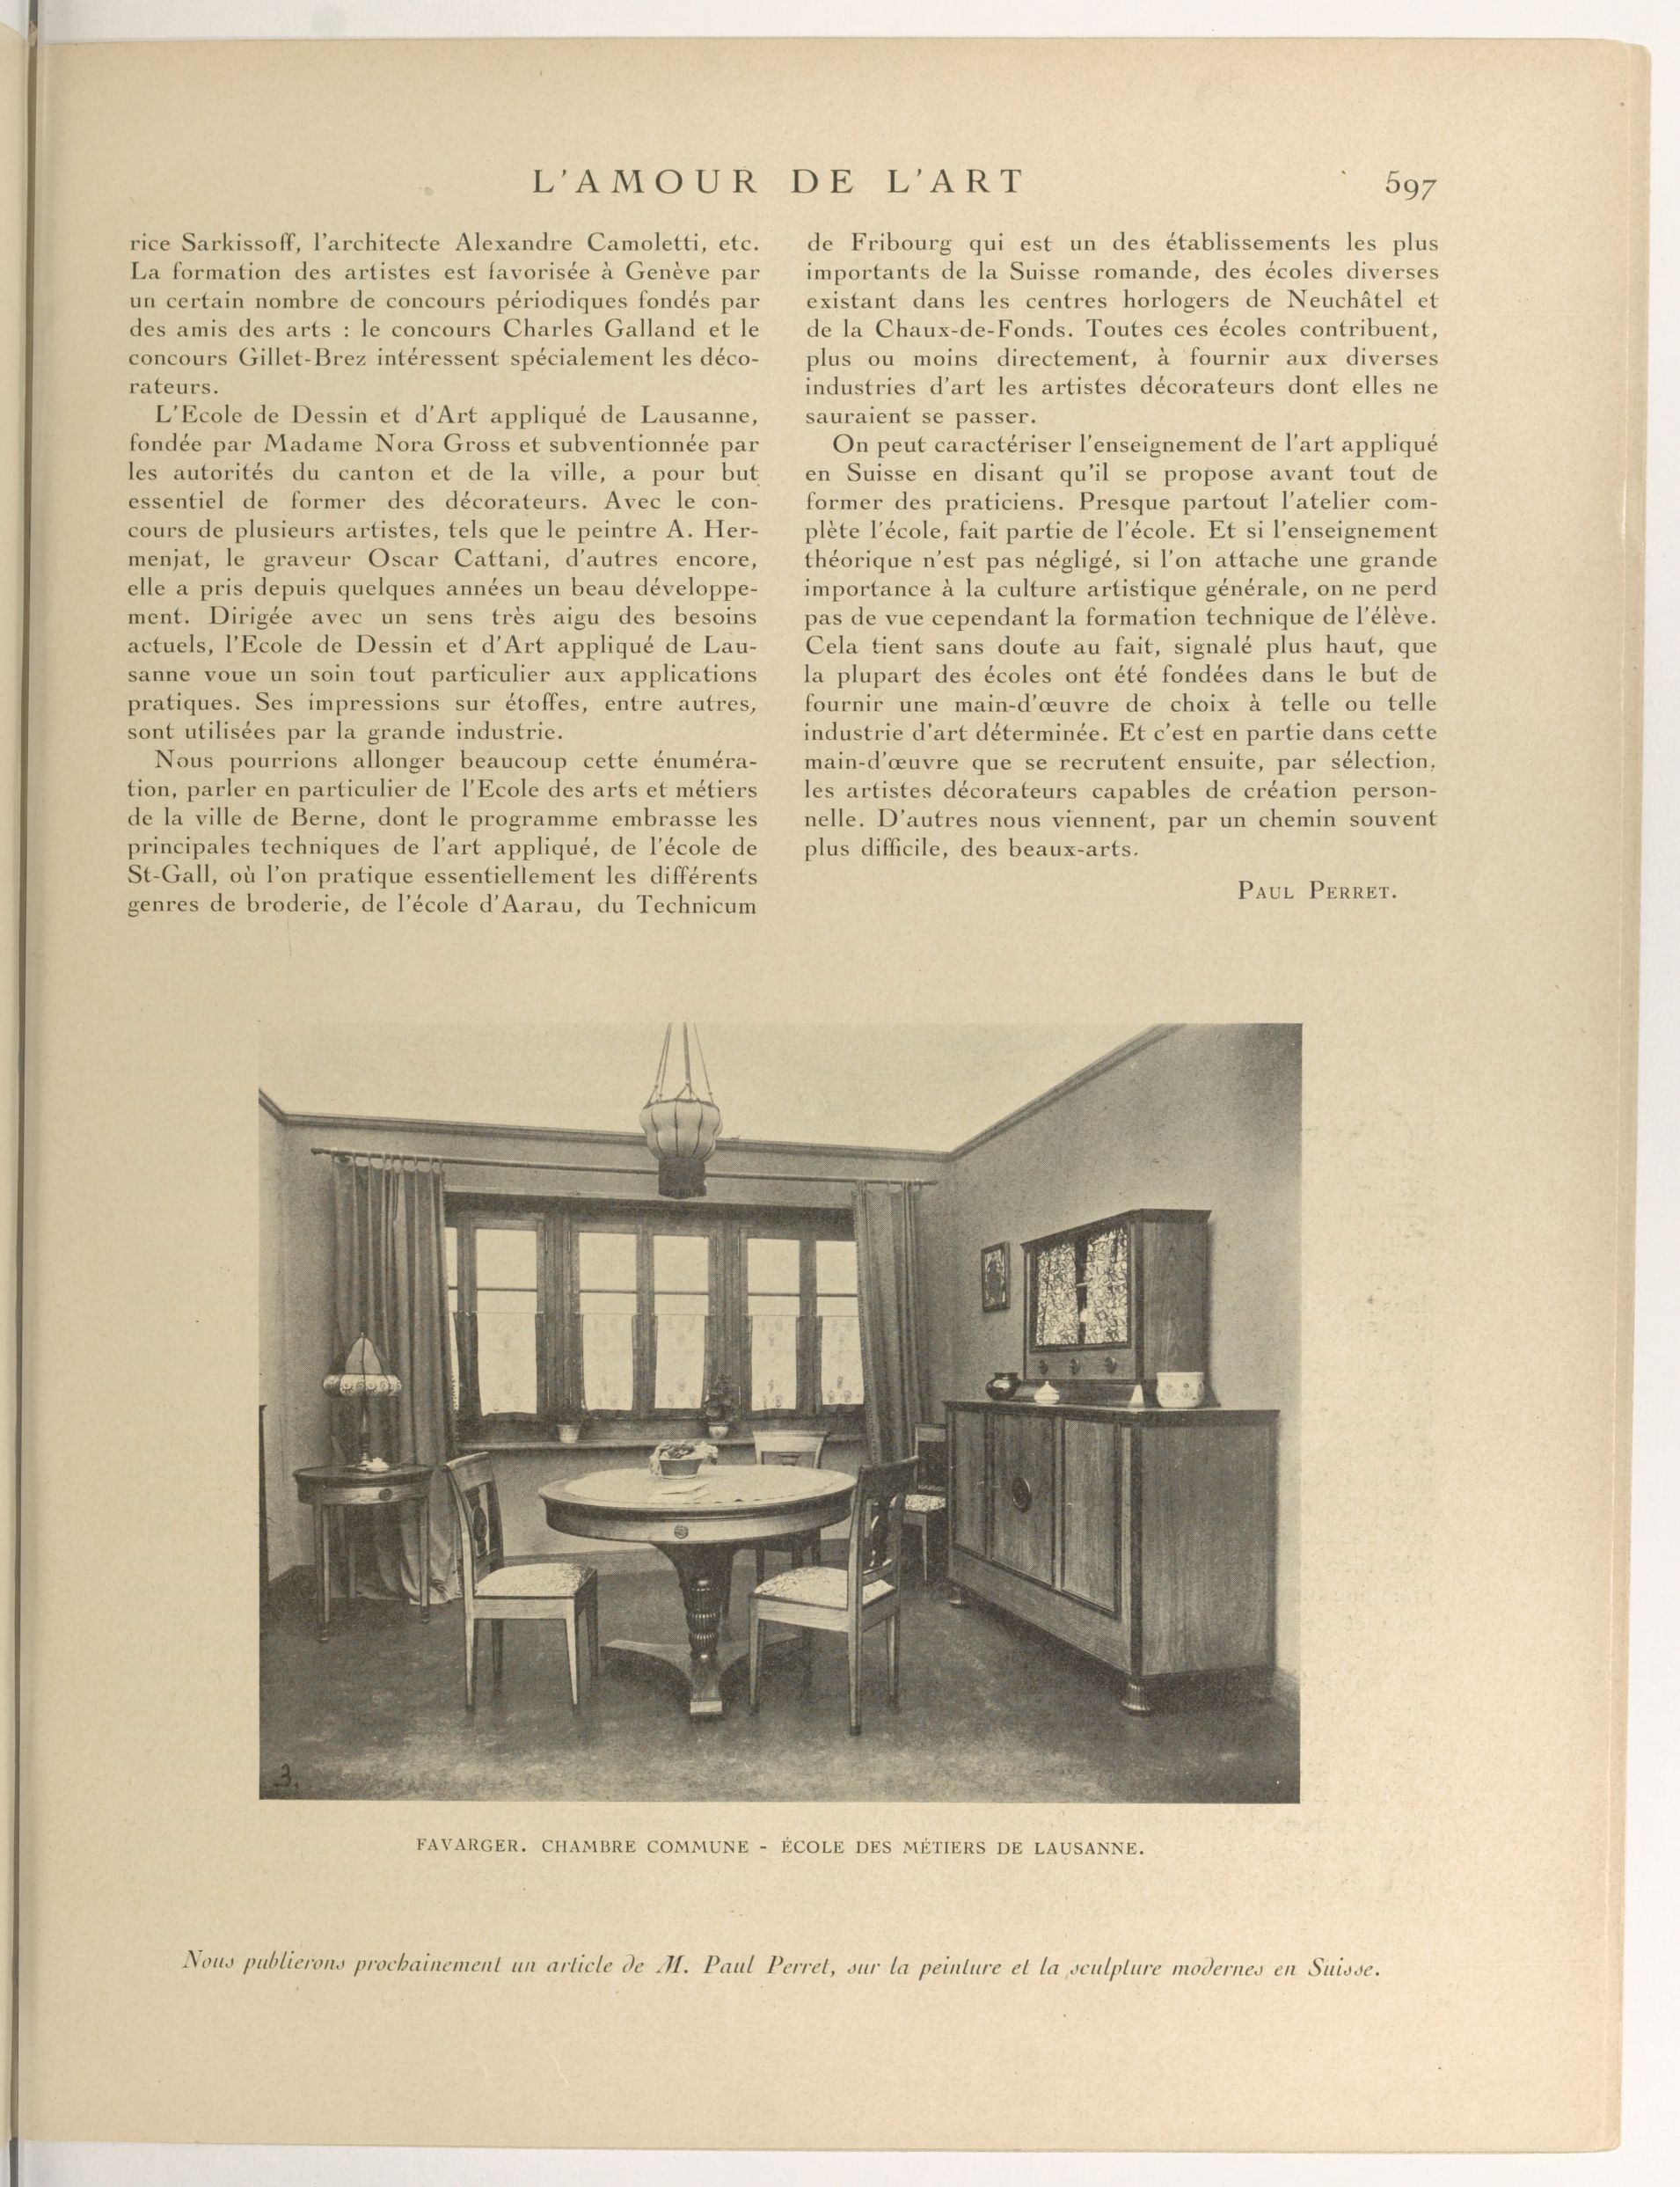 L'AMOUR DE L'ART
597
rice Sarkissoff, l'architecte Alexandre Camoletti, etc.
La formation des artistes est favorisée à Genève par
un certain nombre de concours périodiques fondés par
des amis des arts : le concours Charles Galland et le
concours Gillet-Brez intéressent spécialement les déco-
rateurs.
L'Ecole de Dessin et d'Art appliqué de Lausanne,
fondée par Madame Nora Gross et subventionnée par
les autorités du canton et de la ville, a pour but
essentiel de former des décorateurs. Avec le con-
cours de plusieurs artistes, tels que le peintre A. Her-
menjat, le graveur Oscar Cattani, d'autres encore,
elle a pris depuis quelques années un beau développe-
ment. Dirigée avec un sens très aigu des besoins
actuels, l'Ecole de Dessin et d'Art appliqué de Lau-
sanne voue un soin tout particulier aux applications
pratiques. Ses impressions sur étoffes, entre autres,
sont utilisées par la grande industrie.
Nous pourrions allonger beaucoup cette énuméra-
tion, parler en particulier de l'Ecole des arts et métiers
de la ville de Berne, dont le programme embrasse les
principales techniques de l'art appliqué, de l'école de
St-Gall, où l'on pratique essentiellement les différents
genres de broderie, de l'école d'Aarau, du Technicum
de Fribourg qui est un des établissements les plus
importants de la Suisse romande, des écoles diverses
existant dans les centres horlogers de Neuchâtel et
de la Chaux-de-Fonds. Toutes ces écoles contribuent,
plus ou moins directement, à fournir aux diverses
industries d'art les artistes décorateurs dont elles ne
sauraient se passer.
On peut caractériser l'enseignement de l'art appliqué
en Suisse en disant qu'il se propose avant tout de
former des praticiens. Presque partout l'atelier com-
plète l'école, fait partie de l'école. Et si l'enseignement
théorique n'est pas négligé, si l'on attache une grande
importance à la culture artistique générale, on ne perd
pas de vue cependant la formation technique de l'élève.
Cela tient sans doute au fait, signalé plus haut, que
la plupart des écoles ont été fondées dans le but de
fournir une main-d'œuvre de choix à telle ou telle
industrie d'art déterminée. Et c'est en partie dans cette
main-d'œuvre que se recrutent ensuite, par sélection,
les artistes décorateurs capables de création person-
nelle. D'autres nous viennent, par un chemin souvent
plus difficile, des beaux-arts.
PAUL PERRET.
3.
FAVARGER. CHAMBRE COMMUNE - ÉCOLE DES MÉTIERS DE LAUSANNE.
Nous publierons prochainement un article de M. Paul Perret, sur la peinture et la sculpture modernes en Suisse.